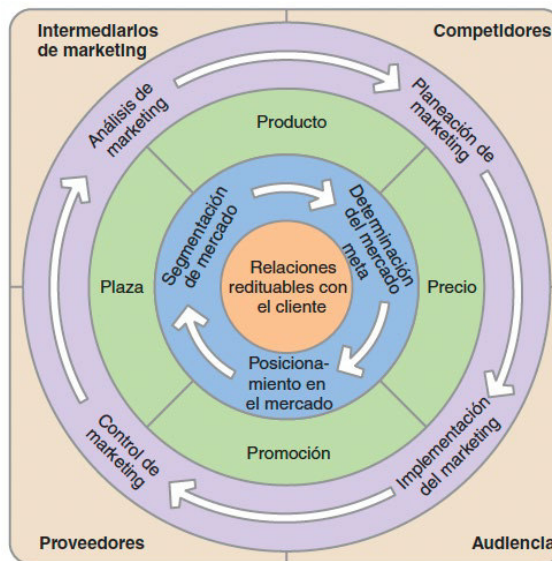 Intermediarios
de marketing
Competidores
Análisis de
marketing
Planeación de
marketing
Producto
Segmentación
de mercado
Determinación
del mercado
meta
Plaza
Relaciones
redituables con
el cliente
Precio
Posiciona-
miento en
el mercado
Promoción
Control de
marketing
Implementación
del marketing
Proveedores
Audiencia